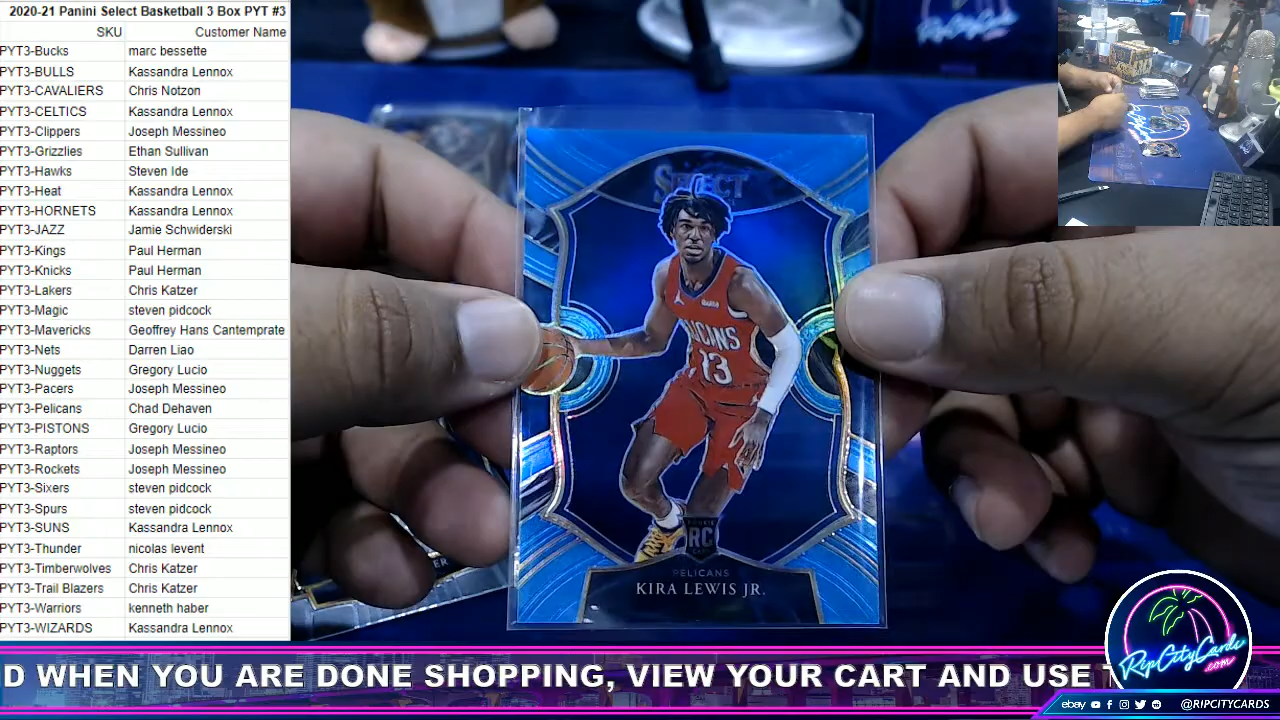 2020-21 Panini Select Basketball 3 Box PYT #3
SKU Customer Name
PYT3-Bucks marc bessette
PYT3-BULLS Kassandra Lennox
PYT3-CAVALIERS Chris Notzon
PYT3-CELTICS Kassandra Lennox
PYT3-Clippers Joseph Messineo
PYT3-Grizzlies Ethan Sullivan
PYT3-Hawks Steven Ide
PYT3-Heat Kassandra Lennox
PYT3-HORNETS Kassandra Lennox
PYT3-JAZZ Jamie Schwiderski
PYT3-Kings Paul Herman
PYT3-Knicks Paul Herman
PYT3-Lakers Chris Katzer
PYT3-Magic steven pidcock
PYT3-Mavericks Geoffrey Hans Cantemprate
PYT3-Nets Darren Liao
PYT3-Nuggets Gregory Lucio
PYT3-Pacers Joseph Messineo
PYT3-Pelicans Chad Dehaven
PYT3-PISTONS Gregory Lucio
PYT3-Raptors Joseph Messineo
PYT3-Rockets Joseph Messineo
PYT3-Sixers steven pidcock
PYT3-Spurs steven pidcock
PYT3-SUNS Kassandra Lennox
PYT3-Thunder nicolas levent
PYT3-Timberwolves Chris Katzer
PYT3-Trail Blazers Chris Katzer
PYT3-Warriors kenneth haber
PYT3-WIZARDS Kassandra Lennox
SELECT
13
RC
PELICANS
KIRA LEWIS JR.
D WHEN YOU ARE DONE SHOPPING, VIEW YOUR CART AND USE
RipCityCards
.com
ebay @RIPCITYCARDS